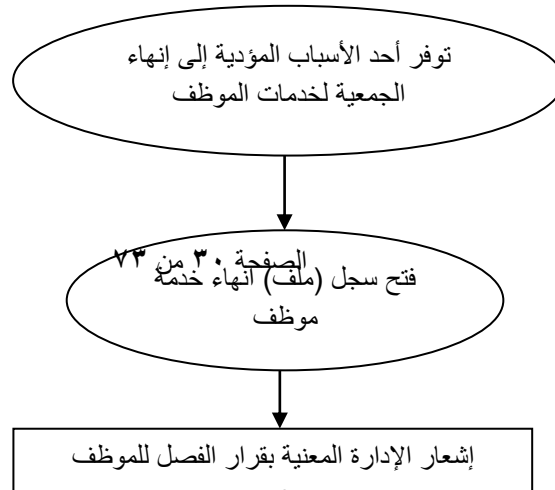 توفر أحد الأسباب المؤدية إلى إنهاء
الجمعية لخدمات الموظف
الصفحة ٣٠ من ٧٣
فتح سجل (ملف) انهاء خدمة
موظف
إشعار الإدارة المعنية بقرار الفصل للموظف